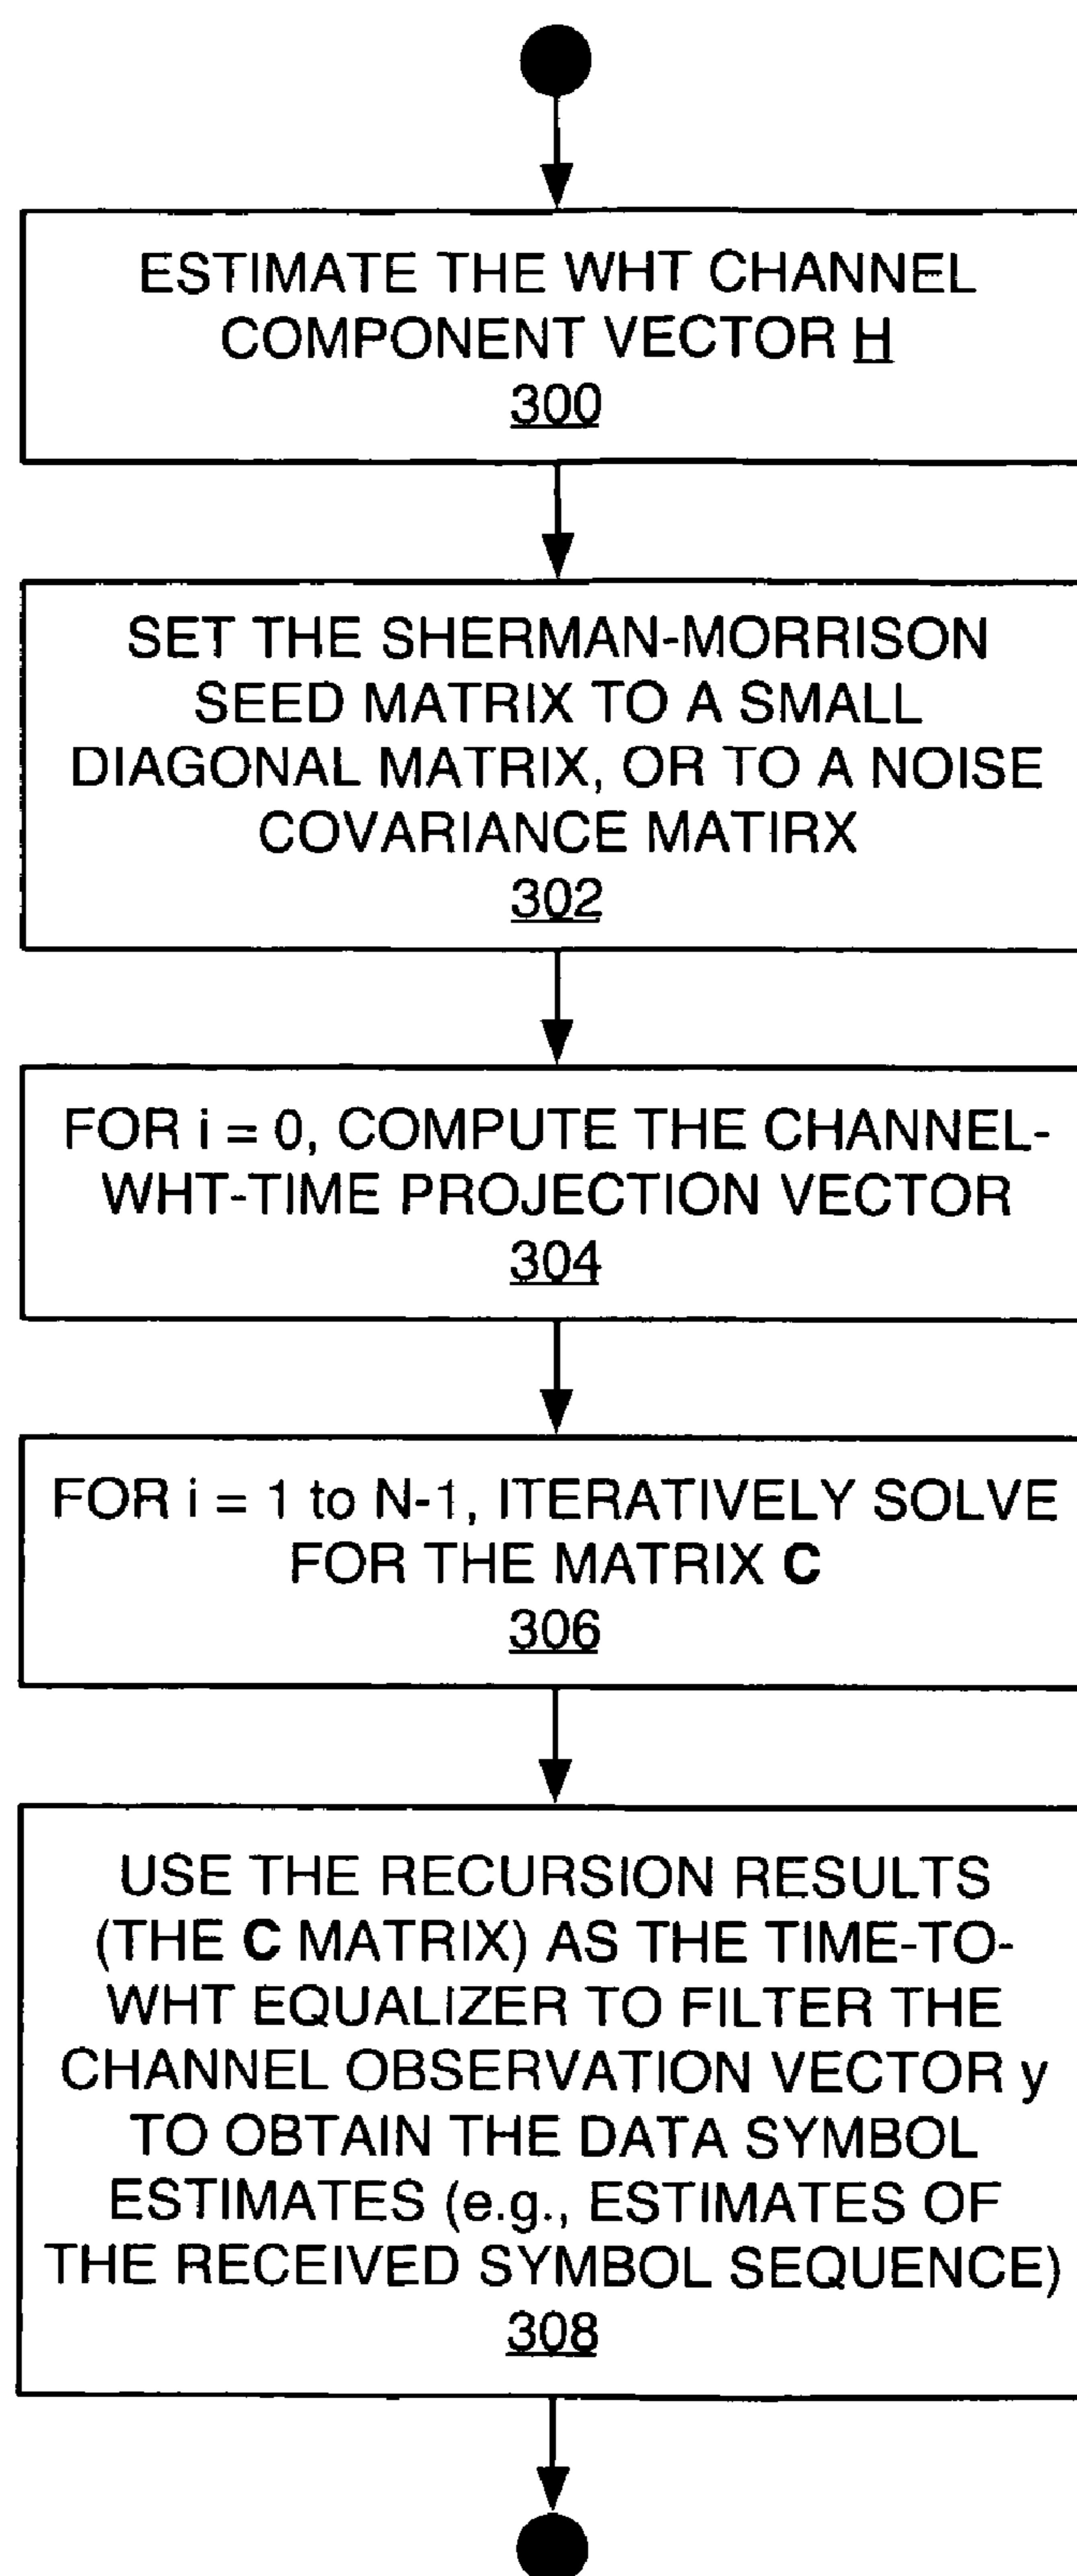 ESTIMATE THE WHT CHANNEL
COMPONENT VECTOR H
300
SET THE SHERMAN-MORRISON
SEED MATRIX TO A SMALL
DIAGONAL MATRIX, OR TO A NOISE
COVARIANCE MATIRX
302
FOR i = 0, COMPUTE THE CHANNEL-
WHT-TIME PROJECTION VECTOR
304
FOR i = 1 to N-1, ITERATIVELY SOLVE
FOR THE MATRIX C
306
USE THE RECURSION RESULTS
(THE C MATRIX) AS THE TIME-TO-
WHT EQUALIZER TO FILTER THE
CHANNEL OBSERVATION VECTOR y
TO OBTAIN THE DATA SYMBOL
ESTIMATES (e.g., ESTIMATES OF
THE RECEIVED SYMBOL SEQUENCE)
308